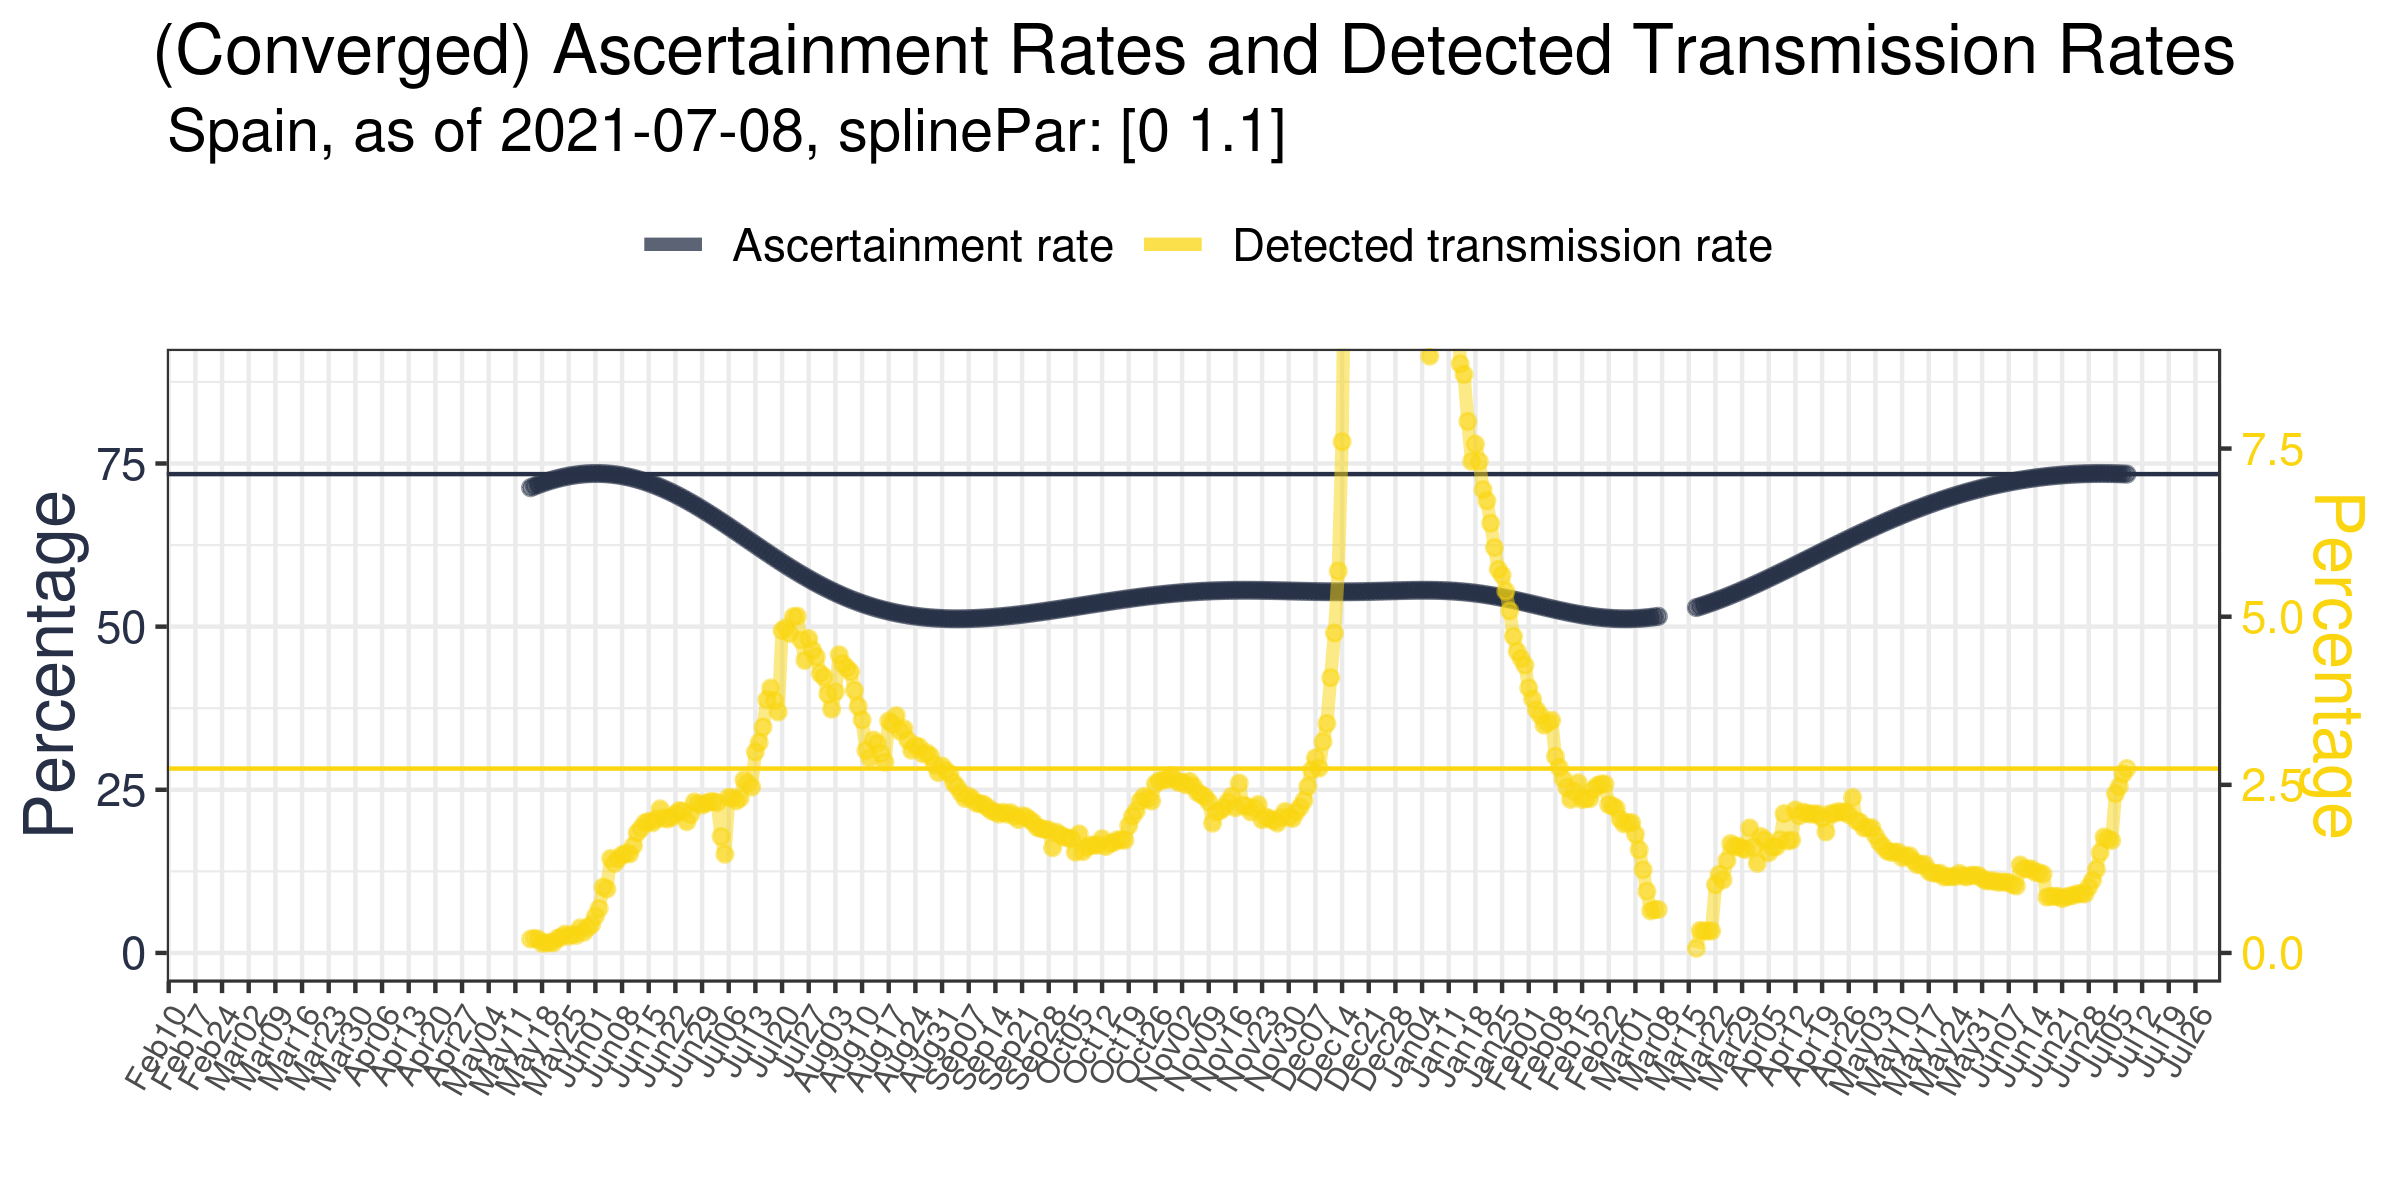 (Converged) Ascertainment Rates and Detected Transmission Rates
Spain, as of 2021-07-08, splinePar: [0 1.1]
Ascertainment rate
Detected transmission rate
Percentage
75
50
25
0
7.5
5.0
2.5
0.0
Percentage
Feb10
Feb17
Feb24
Mar02
Mar09
Mar16
Mar23
Mar30
Apr06
Apr13
Apr20
Apr27
May04
May11
May18
May25
Jun01
Jun08
Jun15
Jun22
Jun29
Jul06
Jul13
Jul20
Jul27
Aug03
Aug10
Aug17
Aug24
Aug31
Sep07
Sep14
Sep21
Sep28
Oct05
Oct12
Oct19
Oct26
Nov02
Nov09
Nov16
Nov23
Nov30
Dec07
Dec14
Dec21
Dec28
Jan04
Jan11
Jan18
Jan25
Feb01
Feb08
Feb15
Feb22
Mar01
Mar08
Mar15
Mar22
Mar29
Apr05
Apr12
Apr19
Apr26
May03
May10
May17
May24
May31
Jun07
Jun14
Jun21
Jun28
Jul05
Jul12
Jul19
Jul26